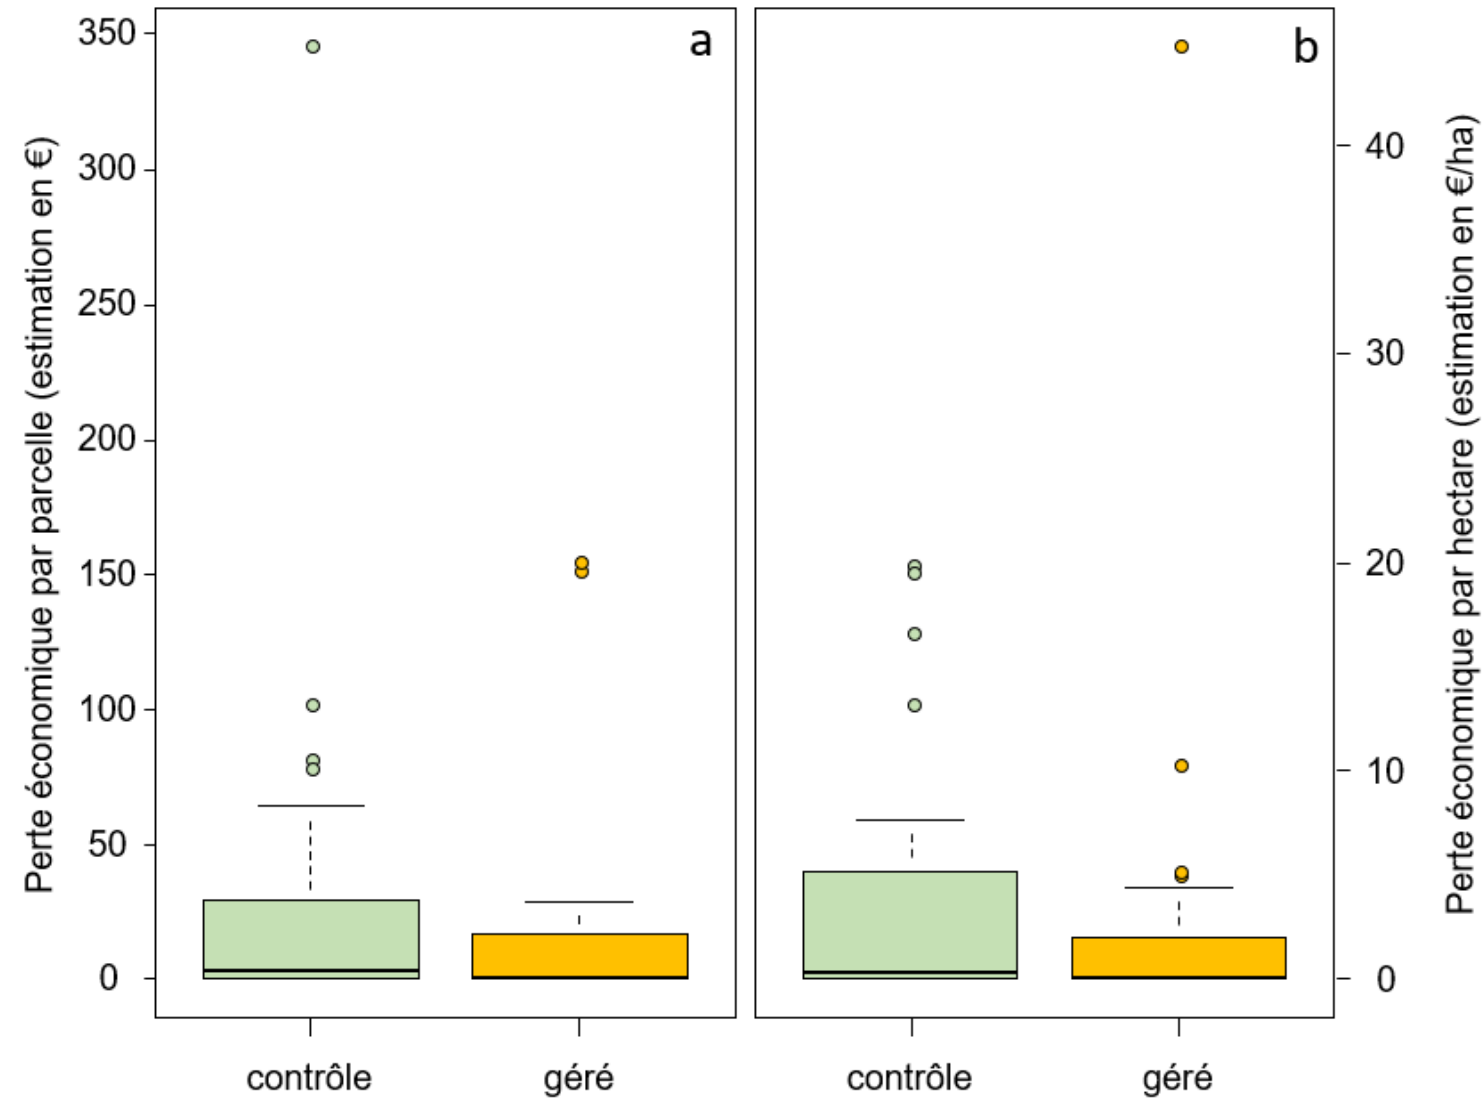 Perte économique par parcelle (estimation en €)
350
300
250
200
150
100
50
0
a
contrôle
géré
b
contrôle
géré
40
30
20
10
0
Perte économique par hectare (estimation en €/ha)